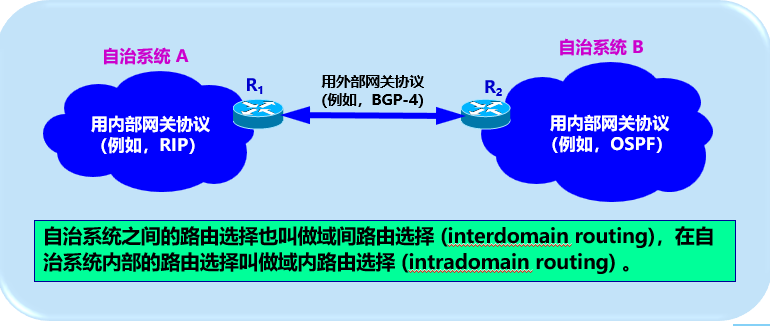 自治系统 A
自治系统 B
R1
用外部网关协议
(例如，BGP-4)
R2
用内部网关协议
(例如，RIP)
用内部网关协议
(例如，OSPF)
自治系统之间的路由选择也叫做域间路由选择 (interdomain routing)，在自
治系统内部的路由选择叫做域内路由选择 (intradomain routing) 。